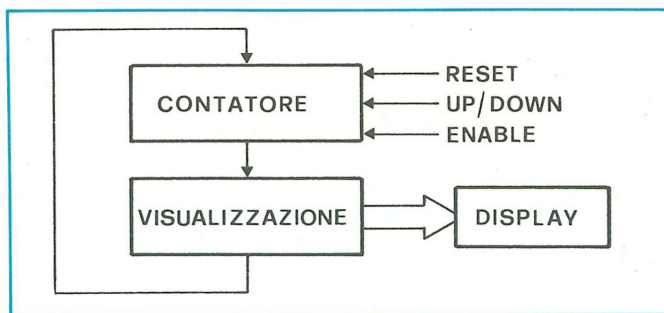 CONTATORE
RESET
UP/DOWN
ENABLE
VISUALIZZAZIONE
DISPLAY